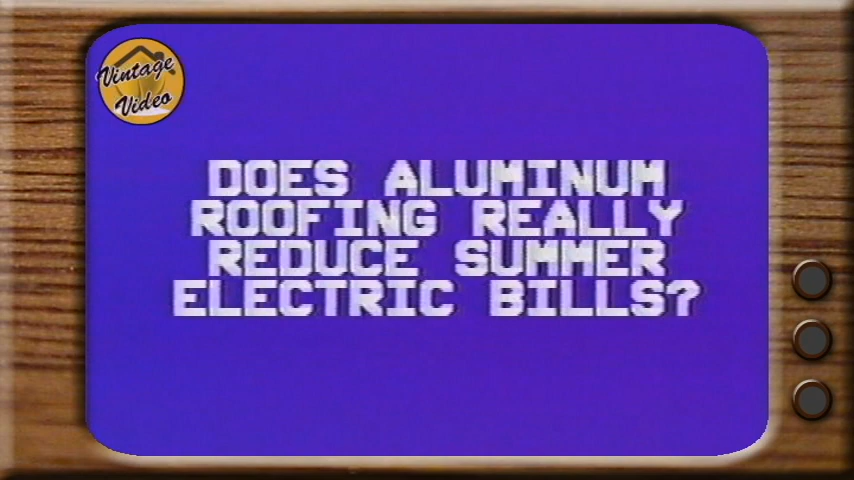 Vintage
Video
DOES ALUMINUM
ROOFING REALLY
REDUCE SUMMER
ELECTRIC BILLS?